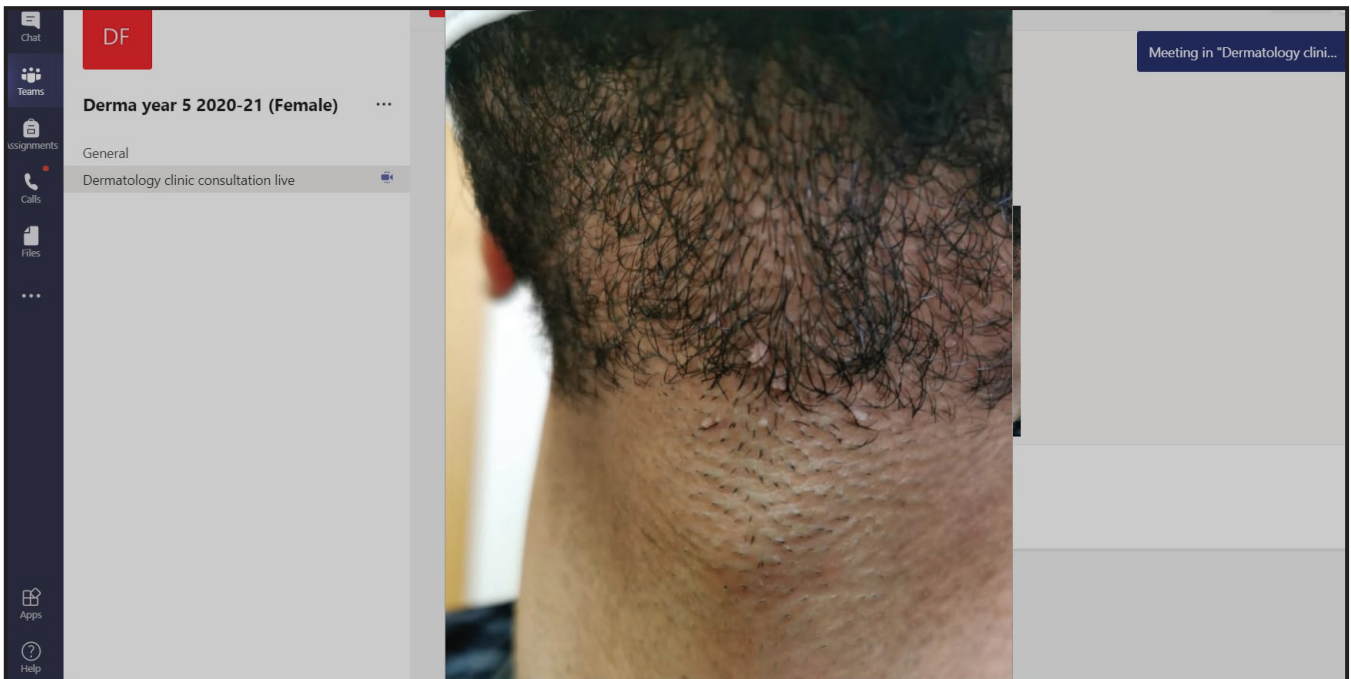 Chat
Teams
Assignments
Calls
Files
Apps
Help
DF
Derma year 5 2020-21 (Female)
General
Dermatology clinic consultation live
Meeting in "Dermatology clini...